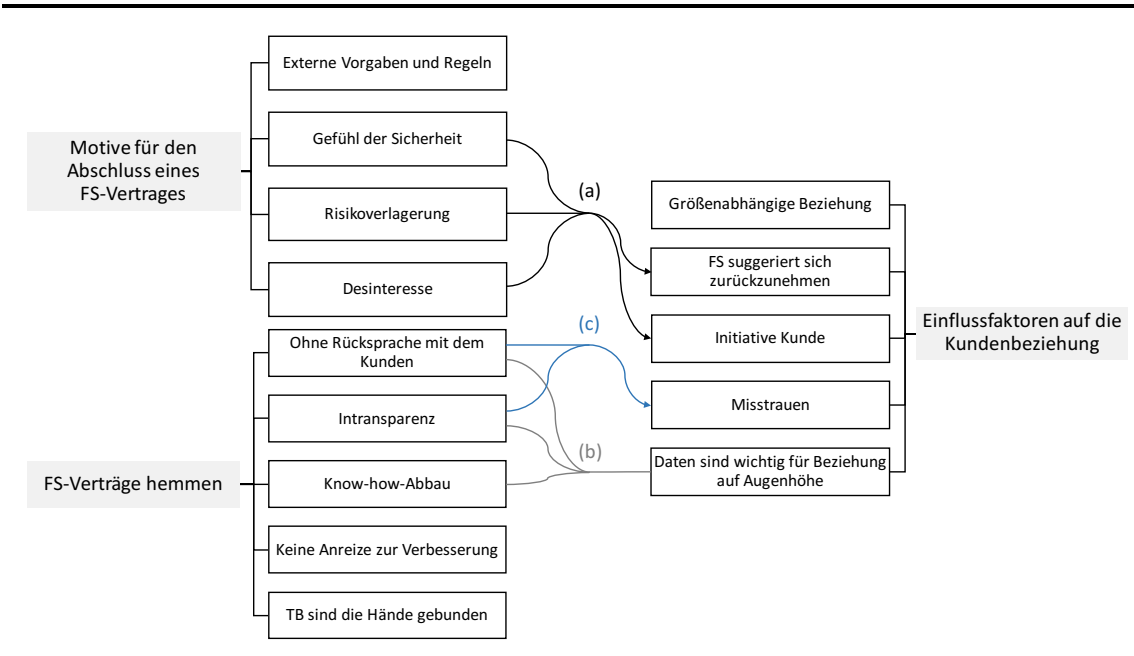 Motive für den
Abschluss eines
FS-Vertrages
Externe Vorgaben und Regeln
Gefühl der Sicherheit
Risikoverlagerung
Desinteresse
FS-Verträge hemmen
Ohne Rücksprache mit dem
Kunden
Intransparenz
Know-how-Abbau
Keine Anreize zur Verbesserung
TB sind die Hände gebunden
(a)
(c)
(b)
Größenabhängige Beziehung
FS suggeriert sich
zurückzunehmen
Initiative Kunde
Misstrauen
Daten sind wichtig für Beziehung
auf Augenhöhe
Einflussfaktoren auf die
Kundenbeziehung